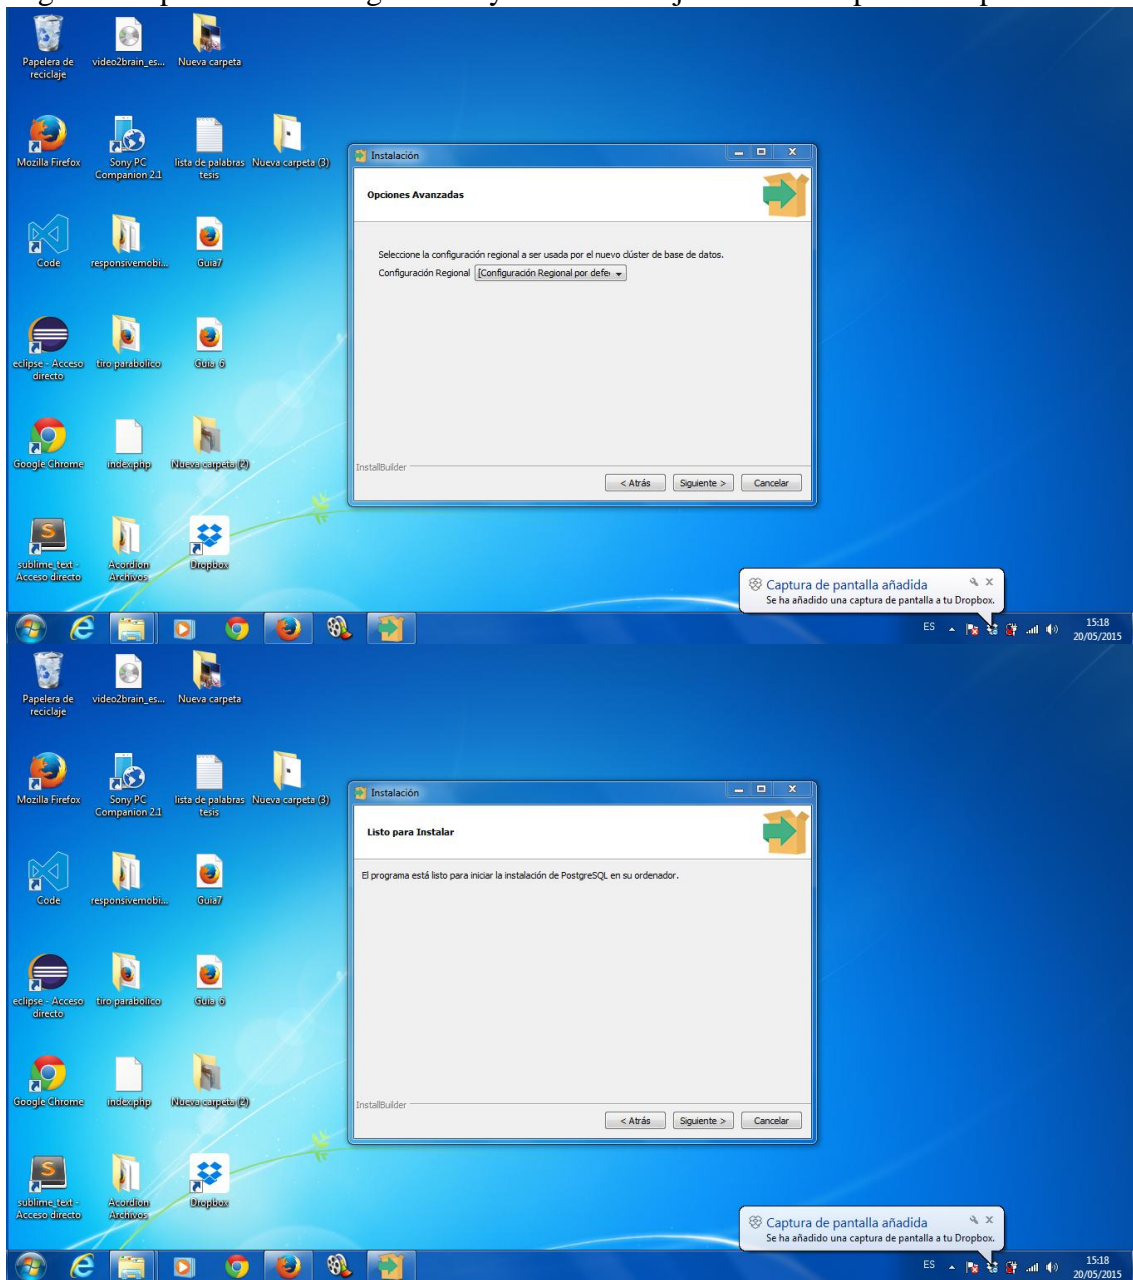 Papelera de reciclaje
video2brain_es...
Nueva carpeta
Mozilla Firefox
Sony PC Companion 2.1
lista de palabras tesis
Nueva carpeta (3)
Code
responsivemobi...
Guia7
eclipse - Acceso directo
tiro parabolico
Guia 6
Google Chrome
index.php
Nueva carpeta (2)
sublime_text - Acceso directo
Acordion Archivos
Dropbox
Instalación
Opciones Avanzadas
Seleccione la configuración regional a ser usada por el nuevo clúster de base de datos.
Configuración Regional [Configuración Regional por defe
InstallBuilder
< Atrás Siguiente > Cancelar
Captura de pantalla añadida
Se ha añadido una captura de pantalla a tu Dropbox.
ES
15:18
20/05/2015
Papelera de reciclaje
video2brain_es...
Nueva carpeta
Mozilla Firefox
Sony PC Companion 2.1
lista de palabras tesis
Nueva carpeta (3)
Code
responsivemobi...
Guia7
eclipse - Acceso directo
tiro parabolico
Guia 6
Google Chrome
index.php
Nueva carpeta (2)
sublime_text - Acceso directo
Acordion Archivos
Dropbox
Instalación
Listo para Instalar
El programa está listo para iniciar la instalación de PostgreSQL en su ordenador.
InstallBuilder
< Atrás Siguiente > Cancelar
Captura de pantalla añadida
Se ha añadido una captura de pantalla a tu Dropbox.
ES
15:18
20/05/2015